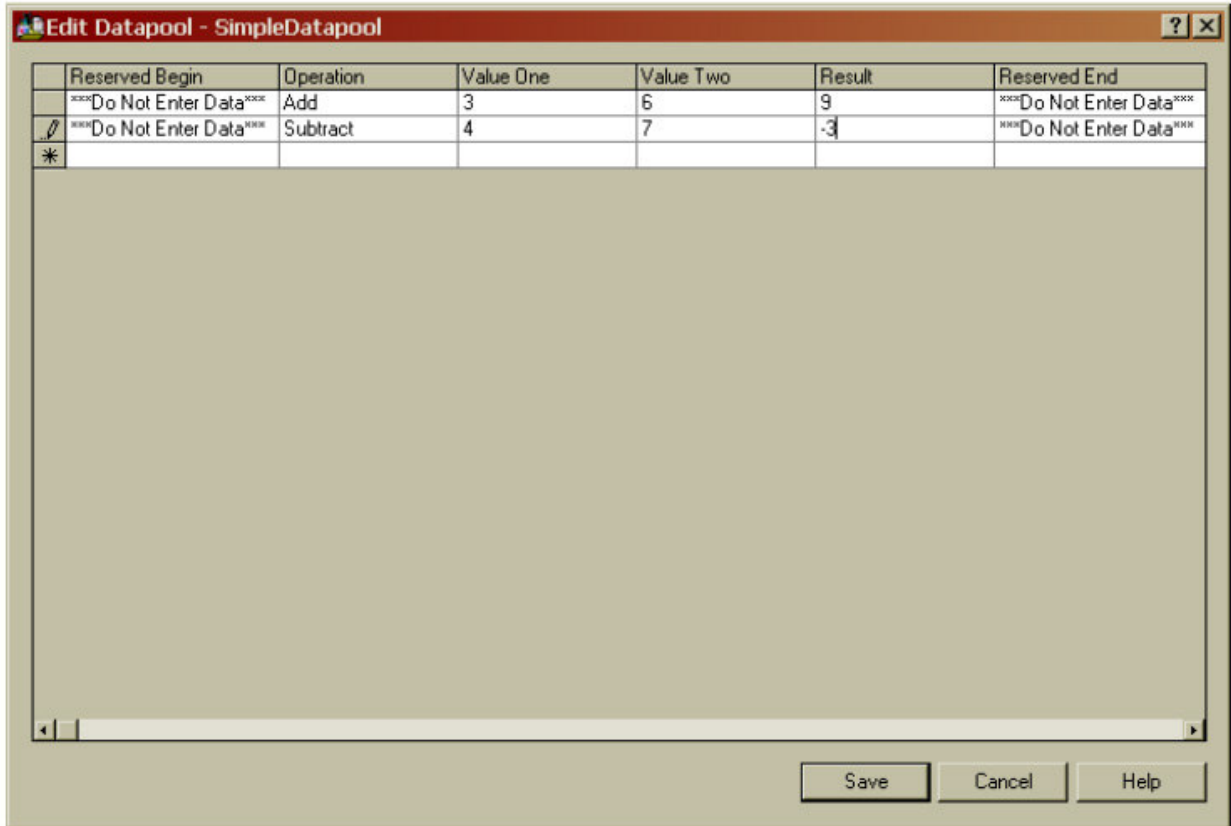 Edit Datapool - SimpleDatapool
Reserved Begin Operation Value One Value Two Result Reserved End
***Do Not Enter Data*** Add 3 6 9 ***Do Not Enter Data***
***Do Not Enter Data*** Subtract 4 7 -3 ***Do Not Enter Data***
Save Cancel Help